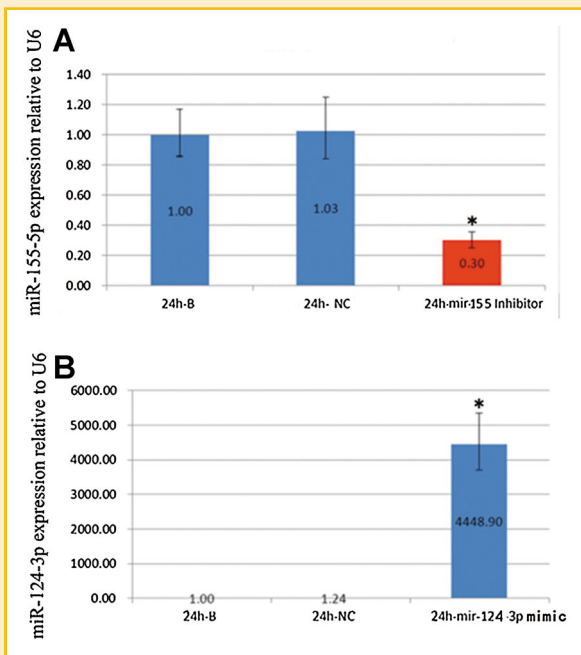 A
miR-155-5p expression relative to U6
1.40
1.20
1.00
0.80
0.60
0.40
0.20
0.00
1.00
1.03
*
0.30
24h-B
24h- NC
24h-mir-155 Inhibitor
B
miR-124-3p expression relative to U6
6000.00
5000.00
4000.00
3000.00
2000.00
1000.00
0.00
1.00
1.24
*
4448.90
24h-B
24h-NC
24h-mir-124-3p mimic